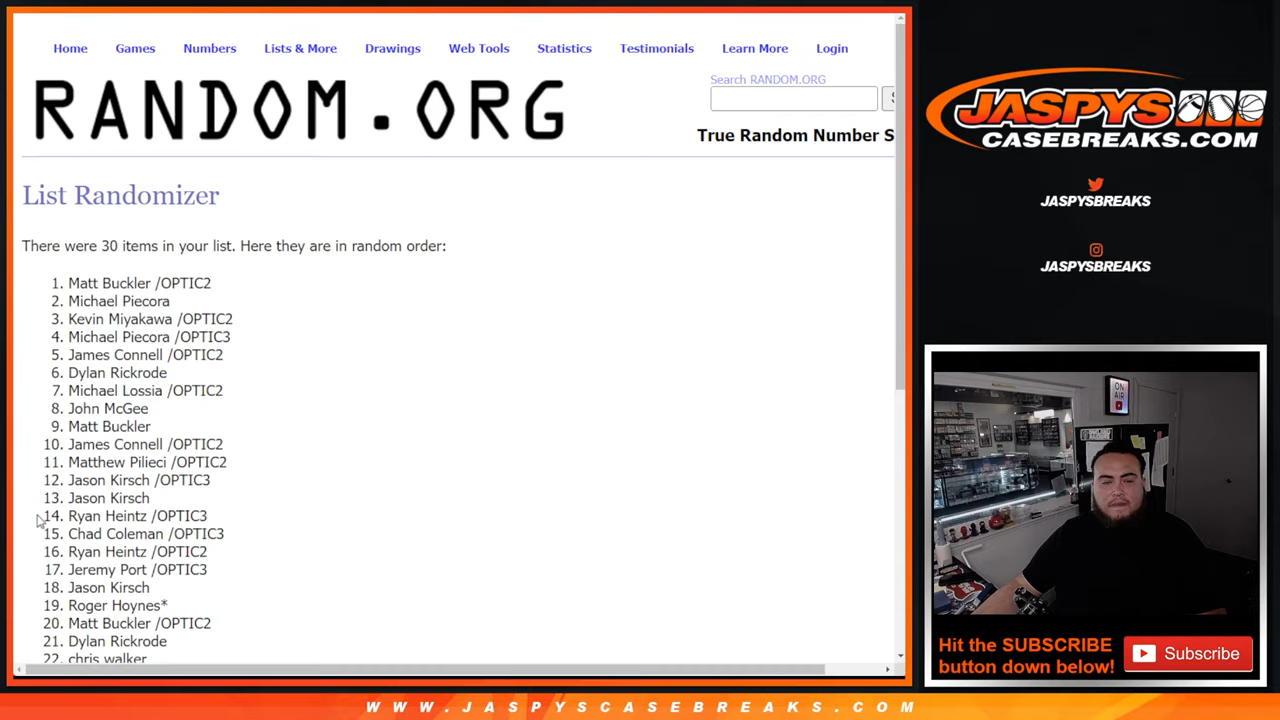 Home Games Numbers Lists & More Drawings Web Tools Statistics Testimonials Learn More Login
RANDOM.ORG
Search RANDOM.ORG
True Random Number S
List Randomizer
There were 30 items in your list. Here they are in random order:
1. Matt Buckler /OPTIC2
2. Michael Piecora
3. Kevin Miyakawa /OPTIC2
4. Michael Piecora /OPTIC3
5. James Connell /OPTIC2
6. Dylan Rickrode
7. Michael Lossia /OPTIC2
8. John McGee
9. Matt Buckler
10. James Connell /OPTIC2
11. Matthew Pilieci /OPTIC2
12. Jason Kirsch /OPTIC3
13. Jason Kirsch
14. Ryan Heintz /OPTIC3
15. Chad Coleman /OPTIC3
16. Ryan Heintz /OPTIC2
17. Jeremy Port /OPTIC3
18. Jason Kirsch
19. Roger Hoynes*
20. Matt Buckler /OPTIC2
21. Dylan Rickrode
22. chris walker
JASPYS
CASEBREAKS.COM
JASPYSBREAKS
JASPYSBREAKS
ON
AIR
Hit the SUBSCRIBE
button down below!
Subscribe
WWW.JASPYSCASEBREAKS.COM